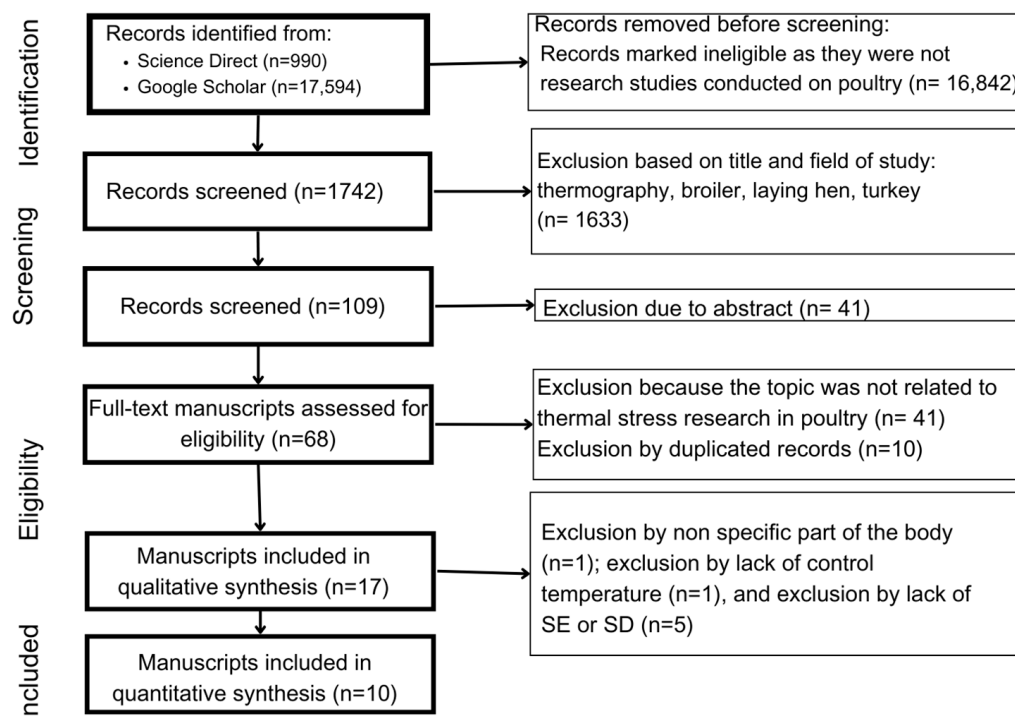 Identification
Records identified from:
• Science Direct (n=990)
• Google Scholar (n=17,594)
Records removed before screening:
Records marked ineligible as they were not
research studies conducted on poultry (n= 16,842)
Screening
Records screened (n=1742)
Exclusion based on title and field of study:
thermography, broiler, laying hen, turkey
(n= 1633)
Records screened (n=109)
Exclusion due to abstract (n= 41)
Eligibility
Full-text manuscripts assessed for
eligibility (n=68)
Exclusion because the topic was not related to
thermal stress research in poultry (n= 41)
Exclusion by duplicated records (n=10)
Manuscripts included in
qualitative synthesis (n=17)
Exclusion by non specific part of the body
(n=1); exclusion by lack of control
temperature (n=1), and exclusion by lack of
SE or SD (n=5)
ncluded
Manuscripts included in
quantitative synthesis (n=10)